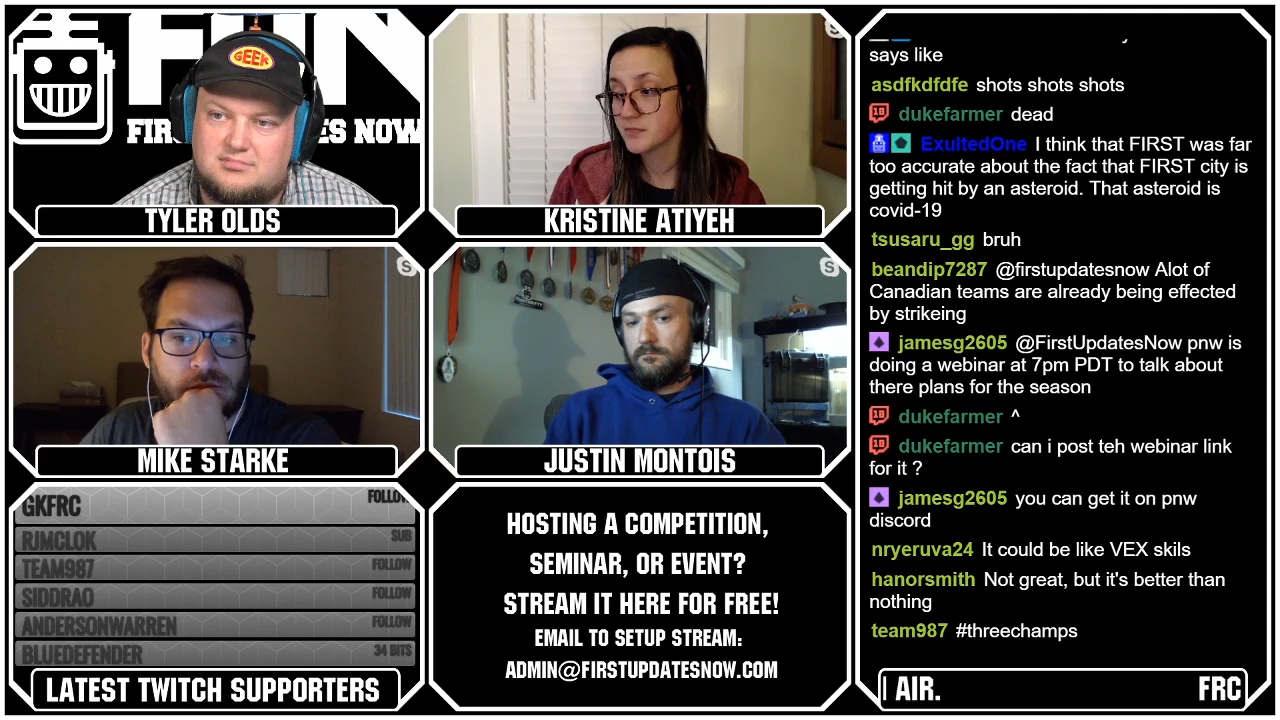 FUN
FIR ES NOW
GEEK
TYLER OLDS
KRISTINE ATIYEH
MIKE STARKE
JUSTIN MONTOIS
GKFRC FOLLOW
RJMCLOK SUB
TEAM987 FOLLOW
SIDDRAO FOLLOW
ANDERSONWARREN FOLLOW
BLUEDEFENDER 34 BITS
LATEST TWITCH SUPPORTERS
HOSTING A COMPETITION,
SEMINAR, OR EVENT?
STREAM IT HERE FOR FREE!
EMAIL TO SETUP STREAM:
ADMIN@FIRSTUPDATESNOW.COM
says like
asdfkdfdfe shots shots shots
dukefarmer dead
ExultedOne I think that FIRST was far
too accurate about the fact that FIRST city is
getting hit by an asteroid. That asteroid is
covid-19
tsusaru_gg bruh
beandip7287 @firstupdatesnow Alot of
Canadian teams are already being effected
by strikeing
jamesg2605 @FirstUpdatesNow pnw is
doing a webinar at 7pm PDT to talk about
there plans for the season
dukefarmer ^
dukefarmer can i post teh webinar link
for it ?
jamesg2605 you can get it on pnw
discord
nryeruva24 It could be like VEX skils
hanorsmith Not great, but it's better than
nothing
team987 #threechamps
AIR. FRC